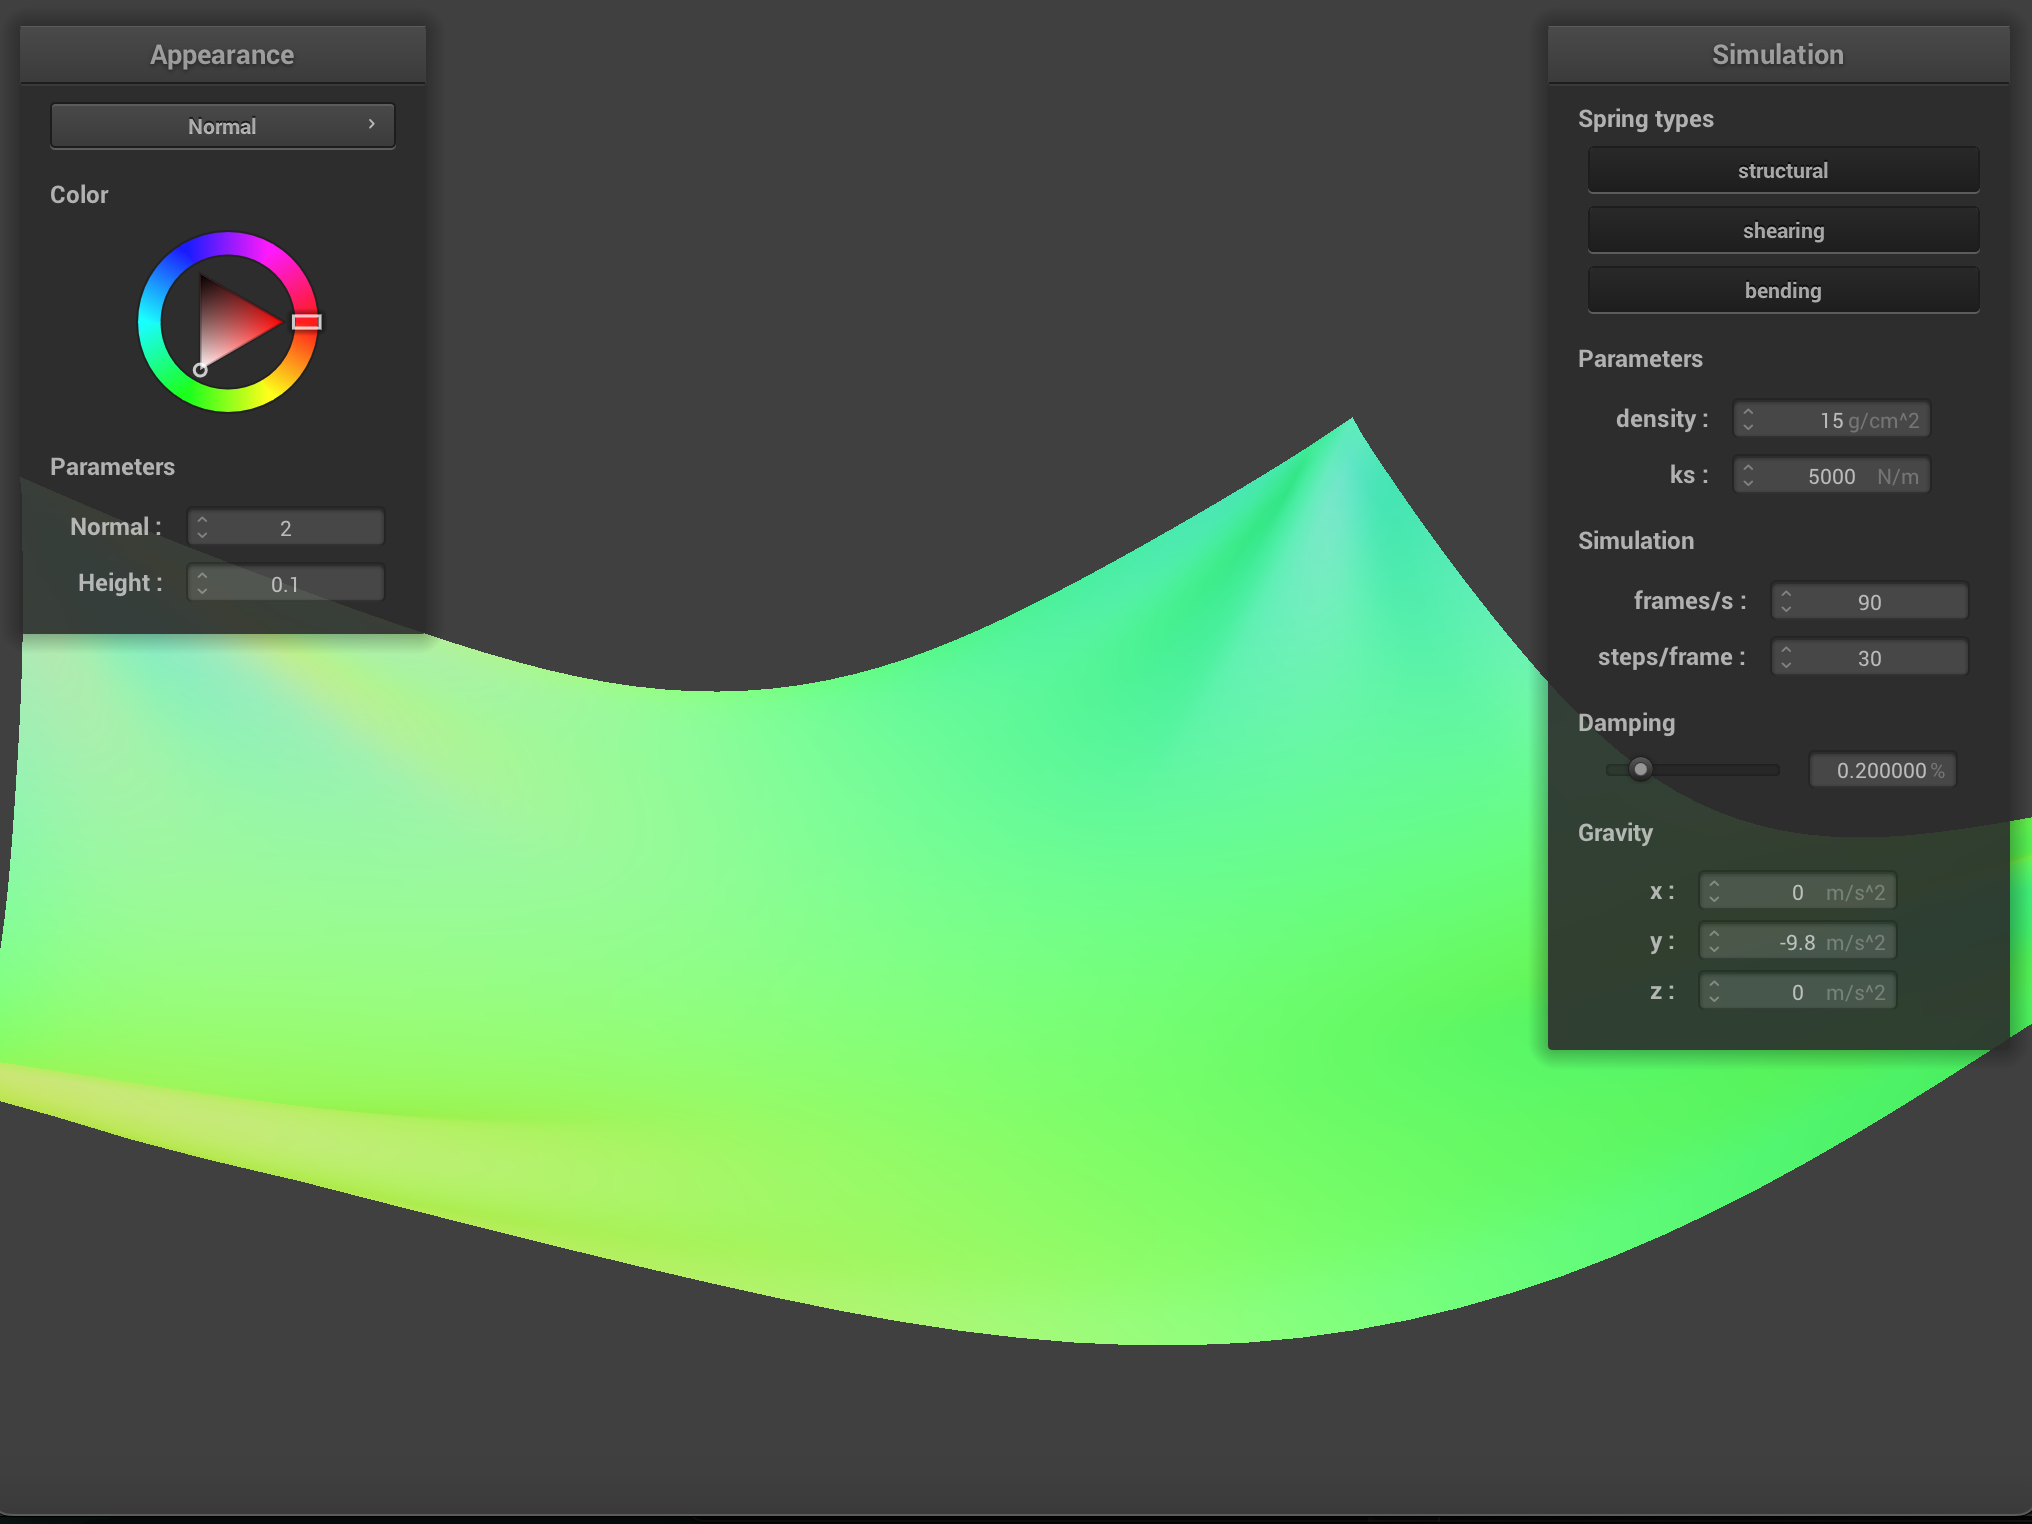 Appearance
Normal
Color
Parameters
Normal : 2
Height : 0.1
Simulation
Spring types
structural
shearing
bending
Parameters
density : 15 g/cm^2
ks : 5000 N/m
Simulation
frames/s : 90
steps/frame : 30
Damping
0.200000 %
Gravity
x : 0 m/s^2
y : -9.8 m/s^2
z : 0 m/s^2